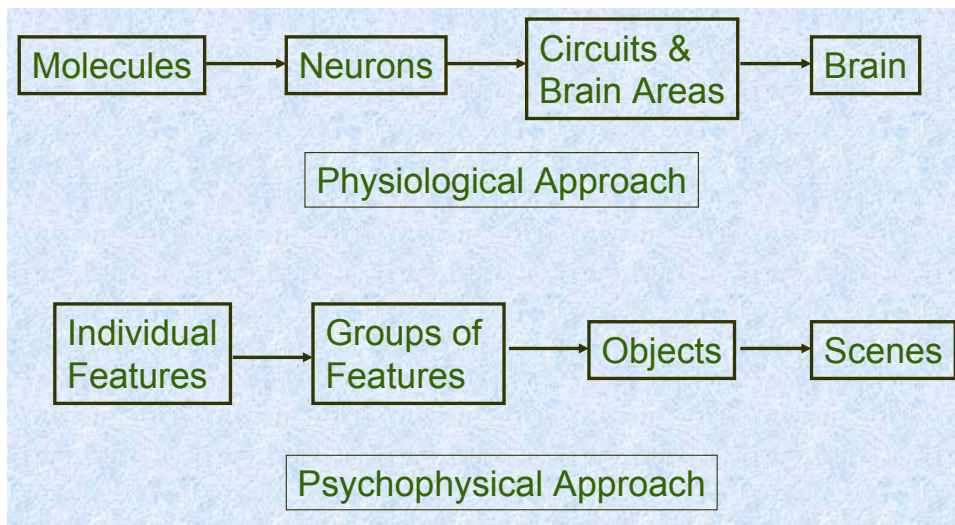 Molecules
Neurons
Circuits &
Brain Areas
Brain
Physiological Approach
Individual
Features
Groups of
Features
Objects
Scenes
Psychophysical Approach